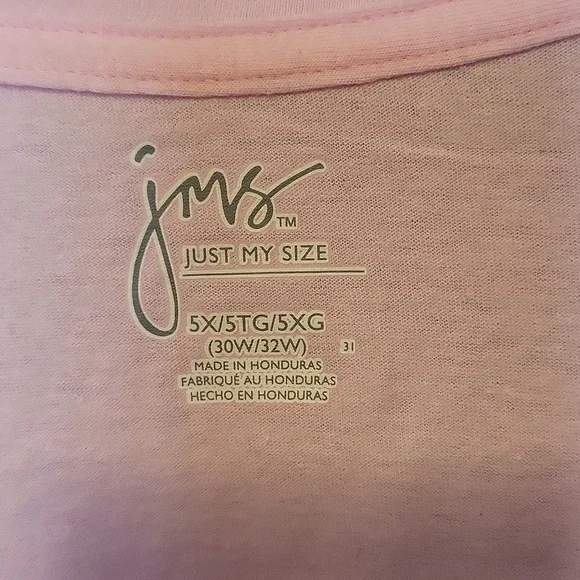 jms™
JUST MY SIZE
5X/5TG/5XG
(30W/32W) 31
MADE IN HONDURAS
FABRIQUÉ AU HONDURAS
HECHO EN HONDURAS